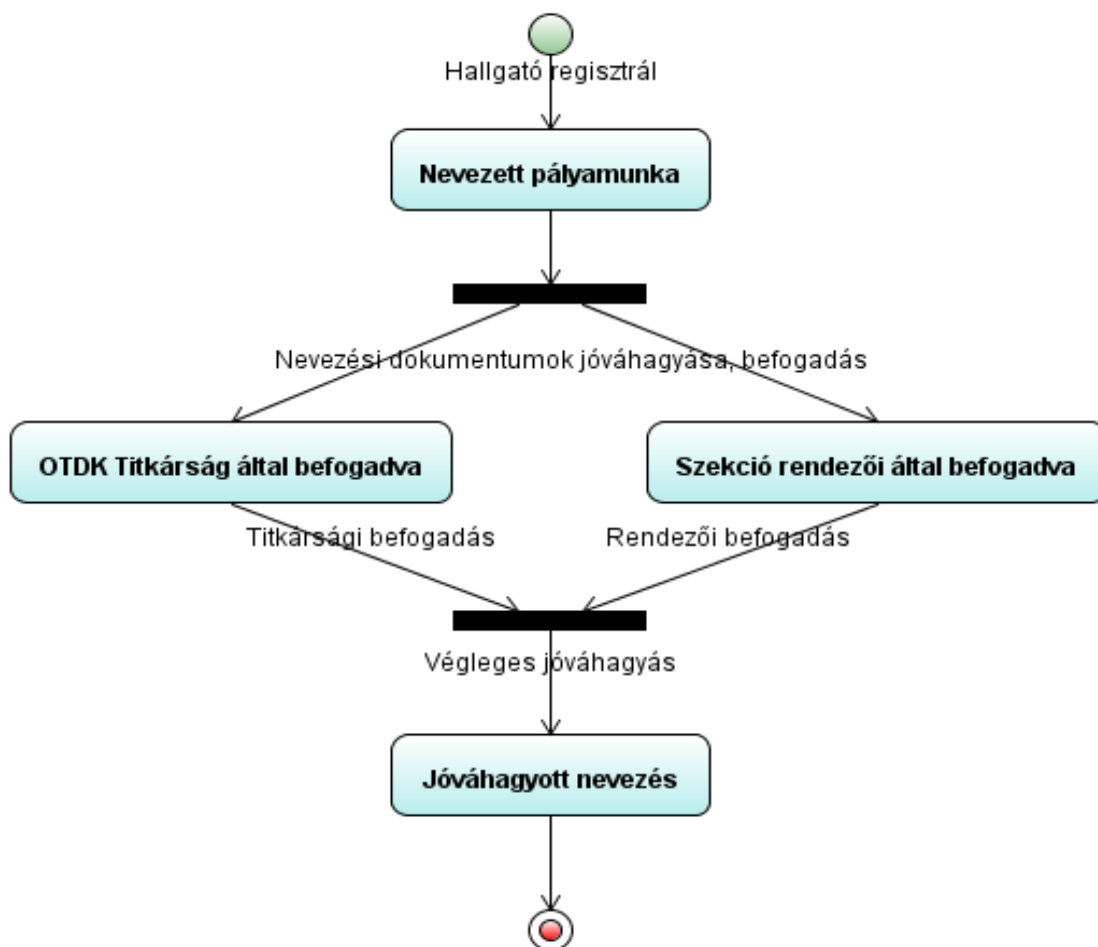 Hallgató regisztrál
Nevezett pályamunka
Nevezési dokumentumok jóváhagyása, befogadás
OTDK Titkárság által befogadva
Szekció rendezői által befogadva
Titkársági befogadás
Rendezői befogadás
Végleges jóváhagyás
Jóváhagyott nevezés